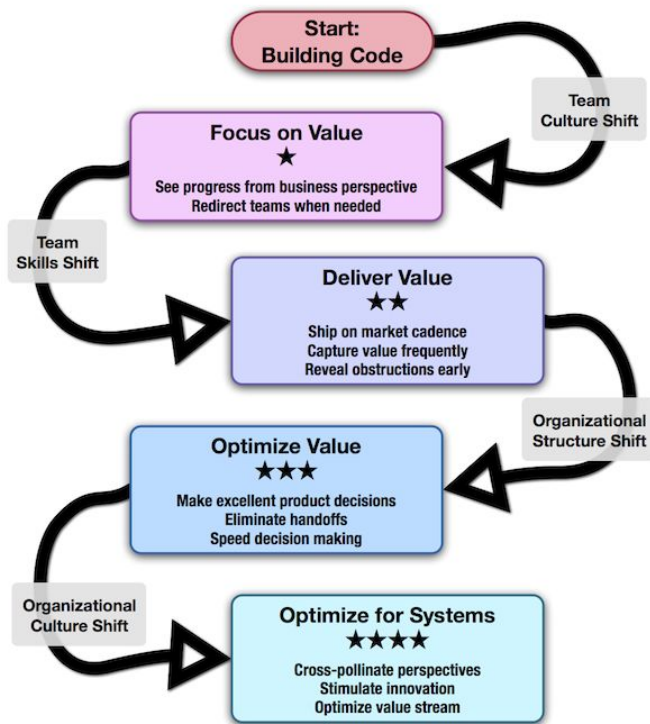 Start:
Building Code
Team
Culture Shift
Focus on Value
★
See progress from business perspective
Redirect teams when needed
Team
Skills Shift
Deliver Value
★★
Ship on market cadence
Capture value frequently
Reveal obstructions early
Organizational
Structure Shift
Optimize Value
★★★
Make excellent product decisions
Eliminate handoffs
Speed decision making
Organizational
Culture Shift
Optimize for Systems
★★★★
Cross-pollinate perspectives
Stimulate innovation
Optimize value stream